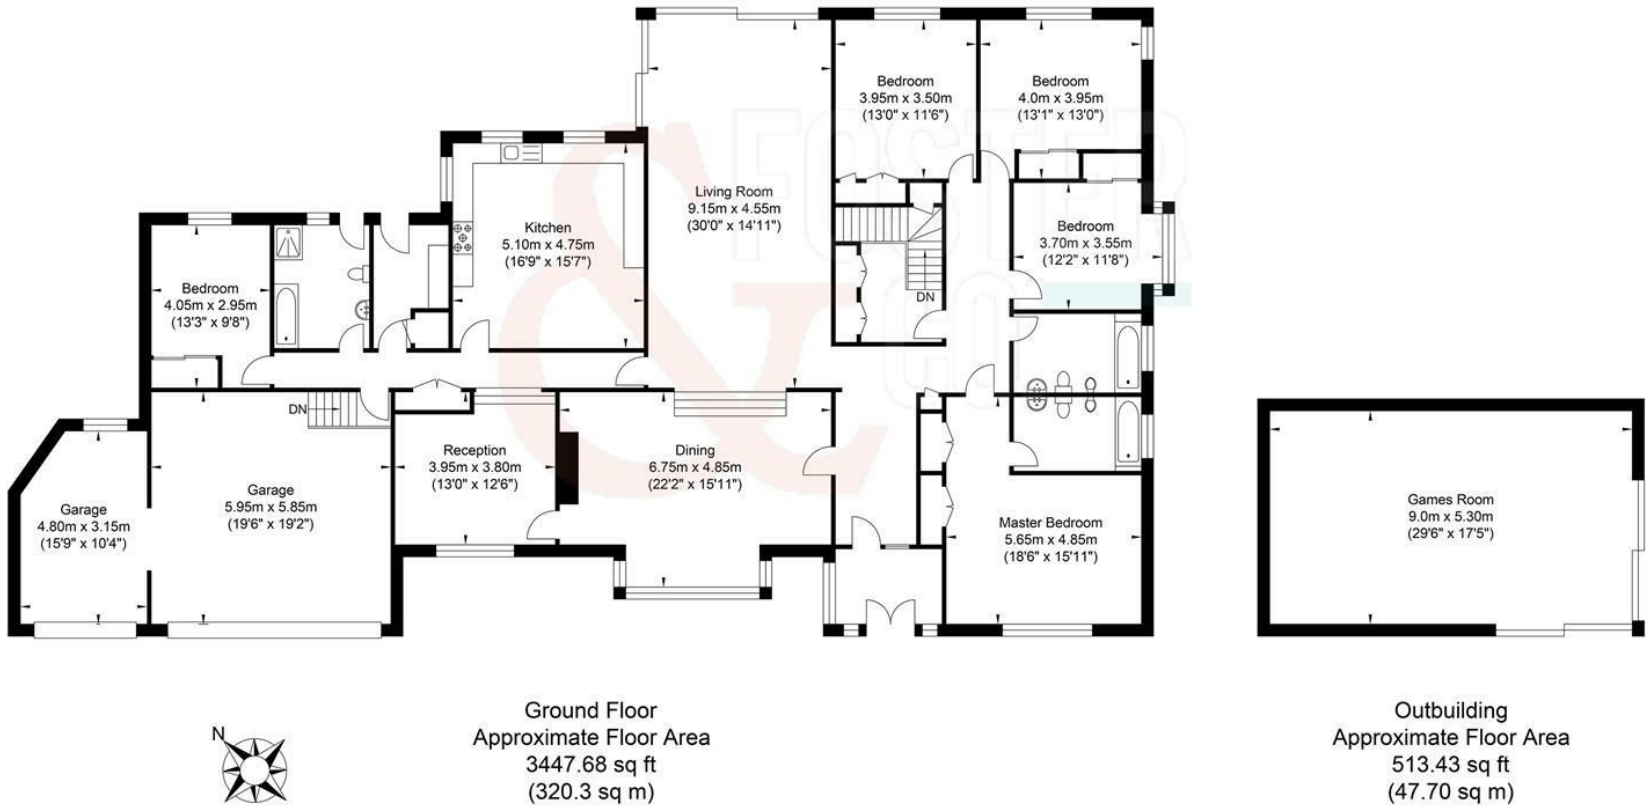 Bedroom
3.95m x 3.50m
(13'0" x 11'6")
Bedroom
4.0m x 3.95m
(13'1" x 13'0")
Living Room
9.15m x 4.55m
(30'0" x 14'11")
Kitchen
5.10m x 4.75m
(16'9" x 15'7")
Bedroom
3.70m x 3.55m
(12'2" x 11'8")
Bedroom
4.05m x 2.95m
(13'3" x 9'8")
DN
DN
Reception
3.95m x 3.80m
(13'0" x 12'6")
Dining
6.75m x 4.85m
(22'2" x 15'11")
Garage
4.80m x 3.15m
(15'9" x 10'4")
Garage
5.95m x 5.85m
(19'6" x 19'2")
Master Bedroom
5.65m x 4.85m
(18'6" x 15'11")
Games Room
9.0m x 5.30m
(29'6" x 17'5")
FOSTER
&
CO
N
Ground Floor
Approximate Floor Area
3447.68 sq ft
(320.3 sq m)
Outbuilding
Approximate Floor Area
513.43 sq ft
(47.70 sq m)